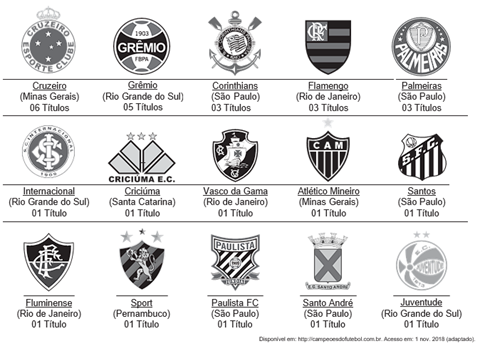 CRUZEIRO
ESPORTE CLUBE
1903
GRÊMIO
FBPA
PALMEIRAS
Cruzeiro
(Minas Gerais)
06 Títulos
Grêmio
(Rio Grande do Sul)
05 Títulos
Corinthians
(São Paulo)
03 Títulos
Flamengo
(Rio de Janeiro)
03 Títulos
Palmeiras
(São Paulo)
03 Títulos
CRICIÚMA E.C.
CAM
Internacional
(Rio Grande do Sul)
01 Título
Criciúma
(Santa Catarina)
01 Título
Vasco da Gama
(Rio de Janeiro)
01 Título
Atlético Mineiro
(Minas Gerais)
01 Título
Santos
(São Paulo)
01 Título
PAULISTA
E.C. SANTO ANDRÉ
JUVENTUDE
Fluminense
(Rio de Janeiro)
01 Título
Sport
(Pernambuco)
01 Título
Paulista FC
(São Paulo)
01 Título
Santo André
(São Paulo)
01 Título
Juventude
(Rio Grande do Sul)
01 Título
Disponível em: http://campeoesdofutebol.com.br. Acesso em: 1 nov. 2018 (adaptado).